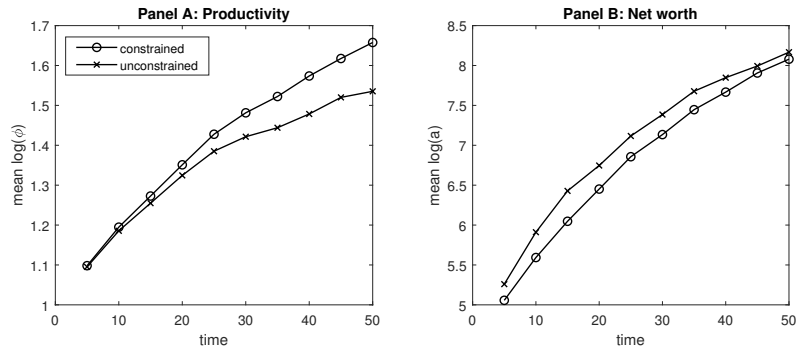 Panel A: Productivity
1.7
1.6
1.5
1.4
1.3
1.2
1.1
1
mean log(ϕ)
constrained
unconstrained
0 10 20 30 40 50
time
Panel B: Net worth
8.5
8
7.5
7
6.5
6
5.5
5
mean log(a)
0 10 20 30 40 50
time